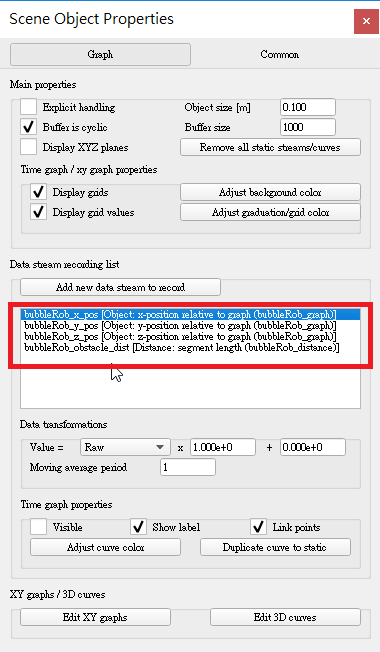 Scene Object Properties
Graph Common
Main properties
Explicit handling Object size [m] 0.100
Buffer is cyclic Buffer size 1000
Display XYZ planes Remove all static streams/curves
Time graph / xy graph properties
Display grids Adjust background color
Display grid values Adjust graduation/grid color
Data stream recording list
Add new data stream to record
bubbleRob_x_pos [Object: x-position relative to graph (bubbleRob_graph)]
bubbleRob_y_pos [Object: y-position relative to graph (bubbleRob_graph)]
bubbleRob_z_pos [Object: z-position relative to graph (bubbleRob_graph)]
bubbleRob_obstacle_dist [Distance: segment length (bubbleRob_distance)]
Data transformations
Value = Raw x 1.000e+0 + 0.000e+0
Moving average period 1
Time graph properties
Visible Show label Link points
Adjust curve color Duplicate curve to static
XY graphs / 3D curves
Edit XY graphs Edit 3D curves